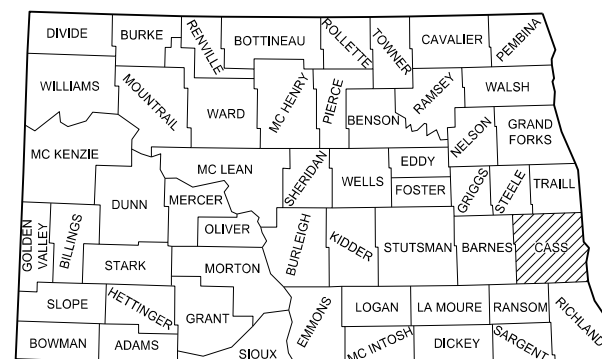 DIVIDE
BURKE
RENVILLE
BOTTINEAU
ROLLETTE
TOWNER
CAVALIER
PEMBINA
WILLIAMS
MOUNTRAIL
WARD
MC HENRY
PIERCE
BENSON
RAMSEY
WALSH
NELSON
GRAND
FORKS
MC KENZIE
DUNN
MC LEAN
MERCER
OLIVER
SHERIDAN
WELLS
EDDY
FOSTER
GRIGGS
STEELE
TRAILL
GOLDEN
VALLEY
BILLINGS
STARK
MORTON
BURLEIGH
KIDDER
STUTSMAN
BARNES
CASS
SLOPE
HETTINGER
GRANT
EMMONS
LOGAN
LA MOURE
RANSOM
RICHLAND
BOWMAN
ADAMS
SIOUX
MC INTOSH
DICKEY
SARGENT